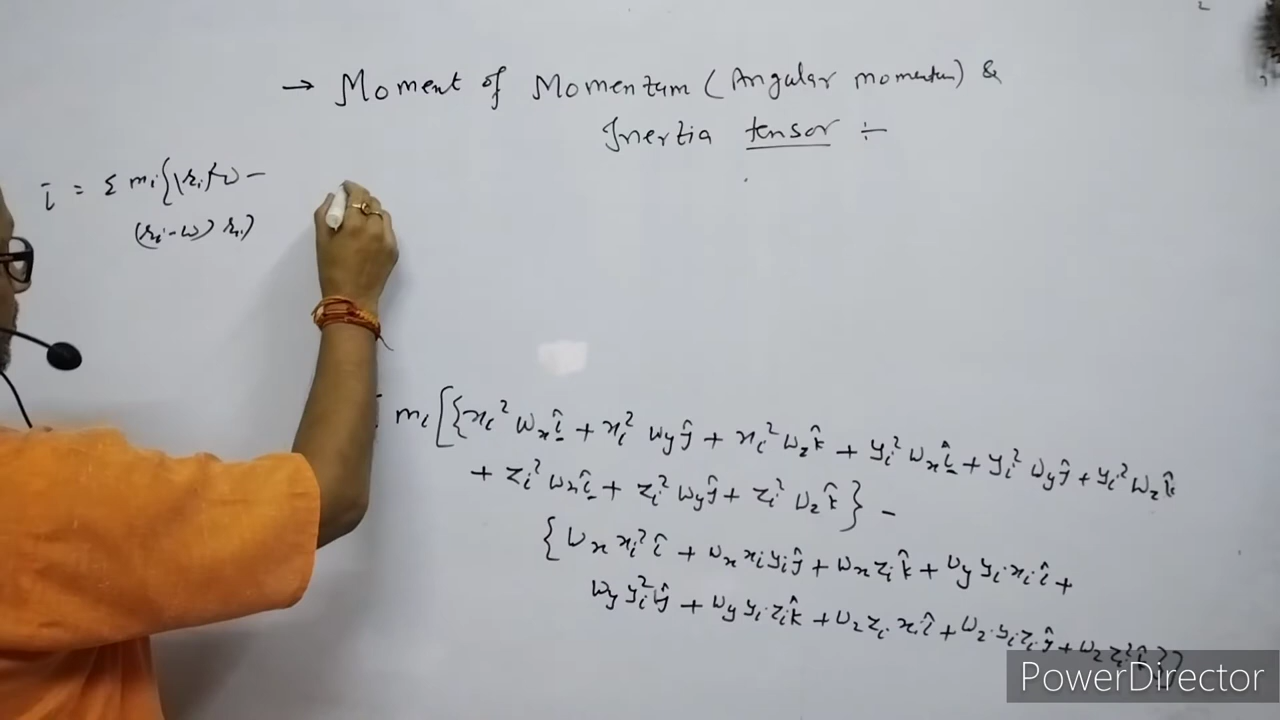 → Moment of Momentum (Angular momentum) &
Inertia tensor ÷
L = Σ mi{|ri|²ω −
(ri·ω) ri}
mi[{xi² ωx î + xi² ωy ĵ + xi² ωz k̂ + yi² ωx î + yi² ωy ĵ + yi² ωz k̂
+ zi² ωx î + zi² ωy ĵ + zi² ωz k̂} −
{ωx xi² î + ωx xi yi ĵ + ωx zi k̂ + ωy yi·xi î +
ωy yi² ĵ + ωy yi·zi k̂ + ωz zi·xi î + ωz·yi zi ĵ + ωz zi² k̂}]
PowerDirector